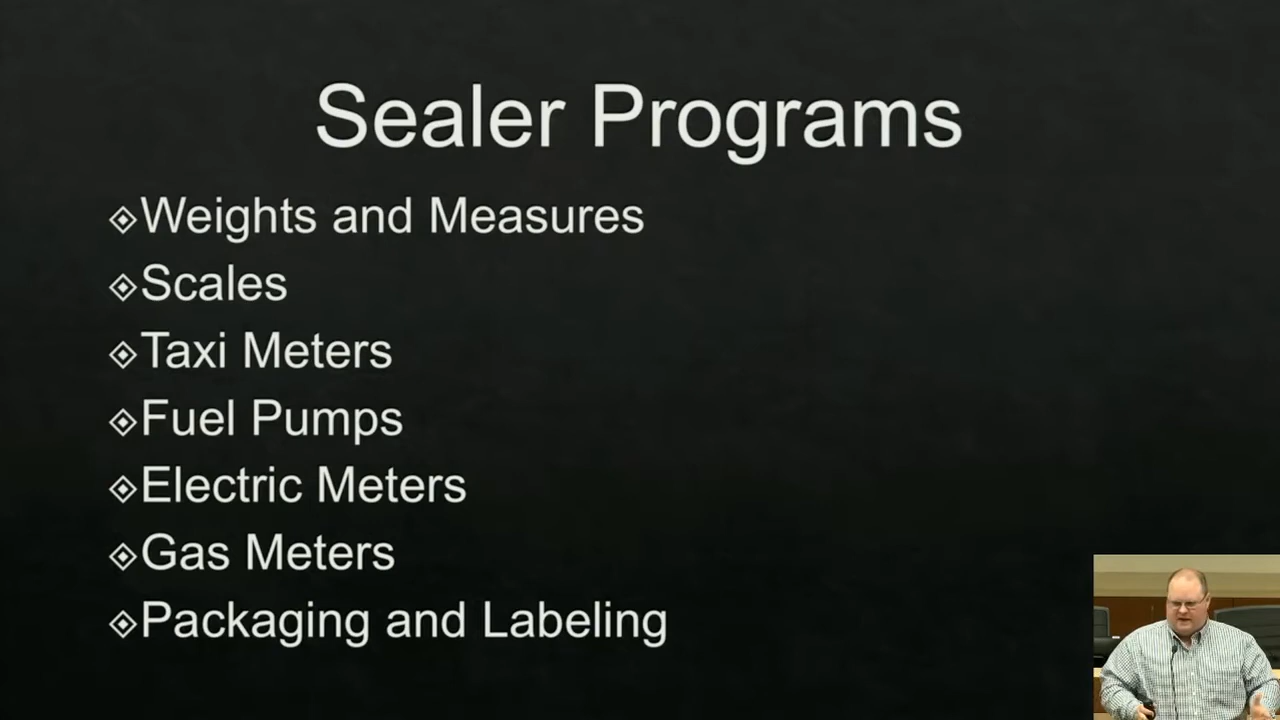 Sealer Programs
Weights and Measures
Scales
Taxi Meters
Fuel Pumps
Electric Meters
Gas Meters
Packaging and Labeling